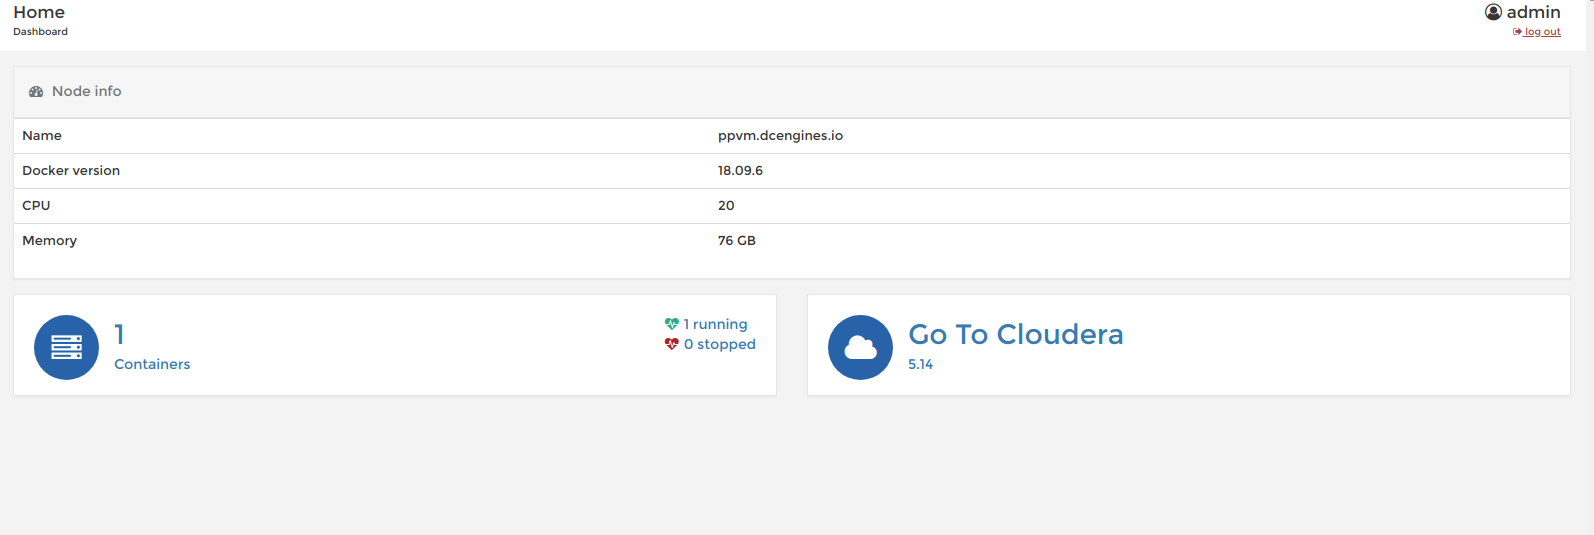 Home
Dashboard
admin
log out
Node info
Name ppvm.dcengines.io
Docker version 18.09.6
CPU 20
Memory 76 GB
1
Containers
1 running
0 stopped
Go To Cloudera
5.14